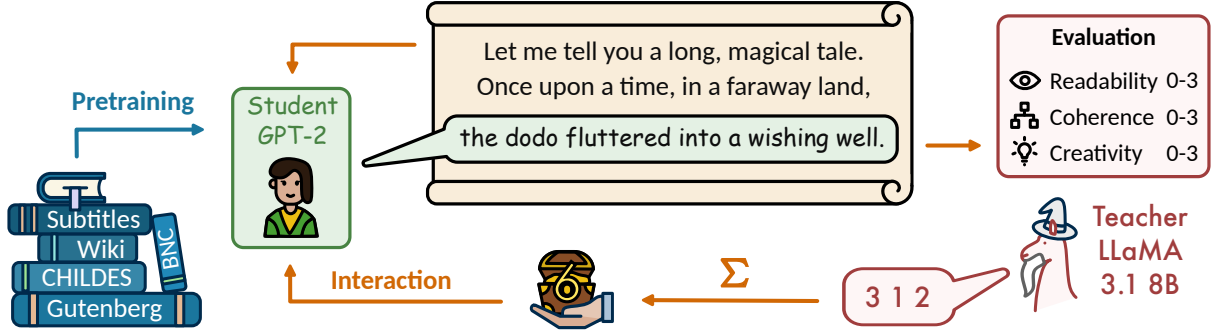 Pretraining
Subtitles
Wiki
CHILDES
Gutenberg
BNC
Student
GPT-2
Let me tell you a long, magical tale.
Once upon a time, in a faraway land,
the dodo fluttered into a wishing well.
Evaluation
Readability 0-3
Coherence 0-3
Creativity 0-3
Teacher
LLaMA
3.1 8B
3 1 2
Σ
6
Interaction